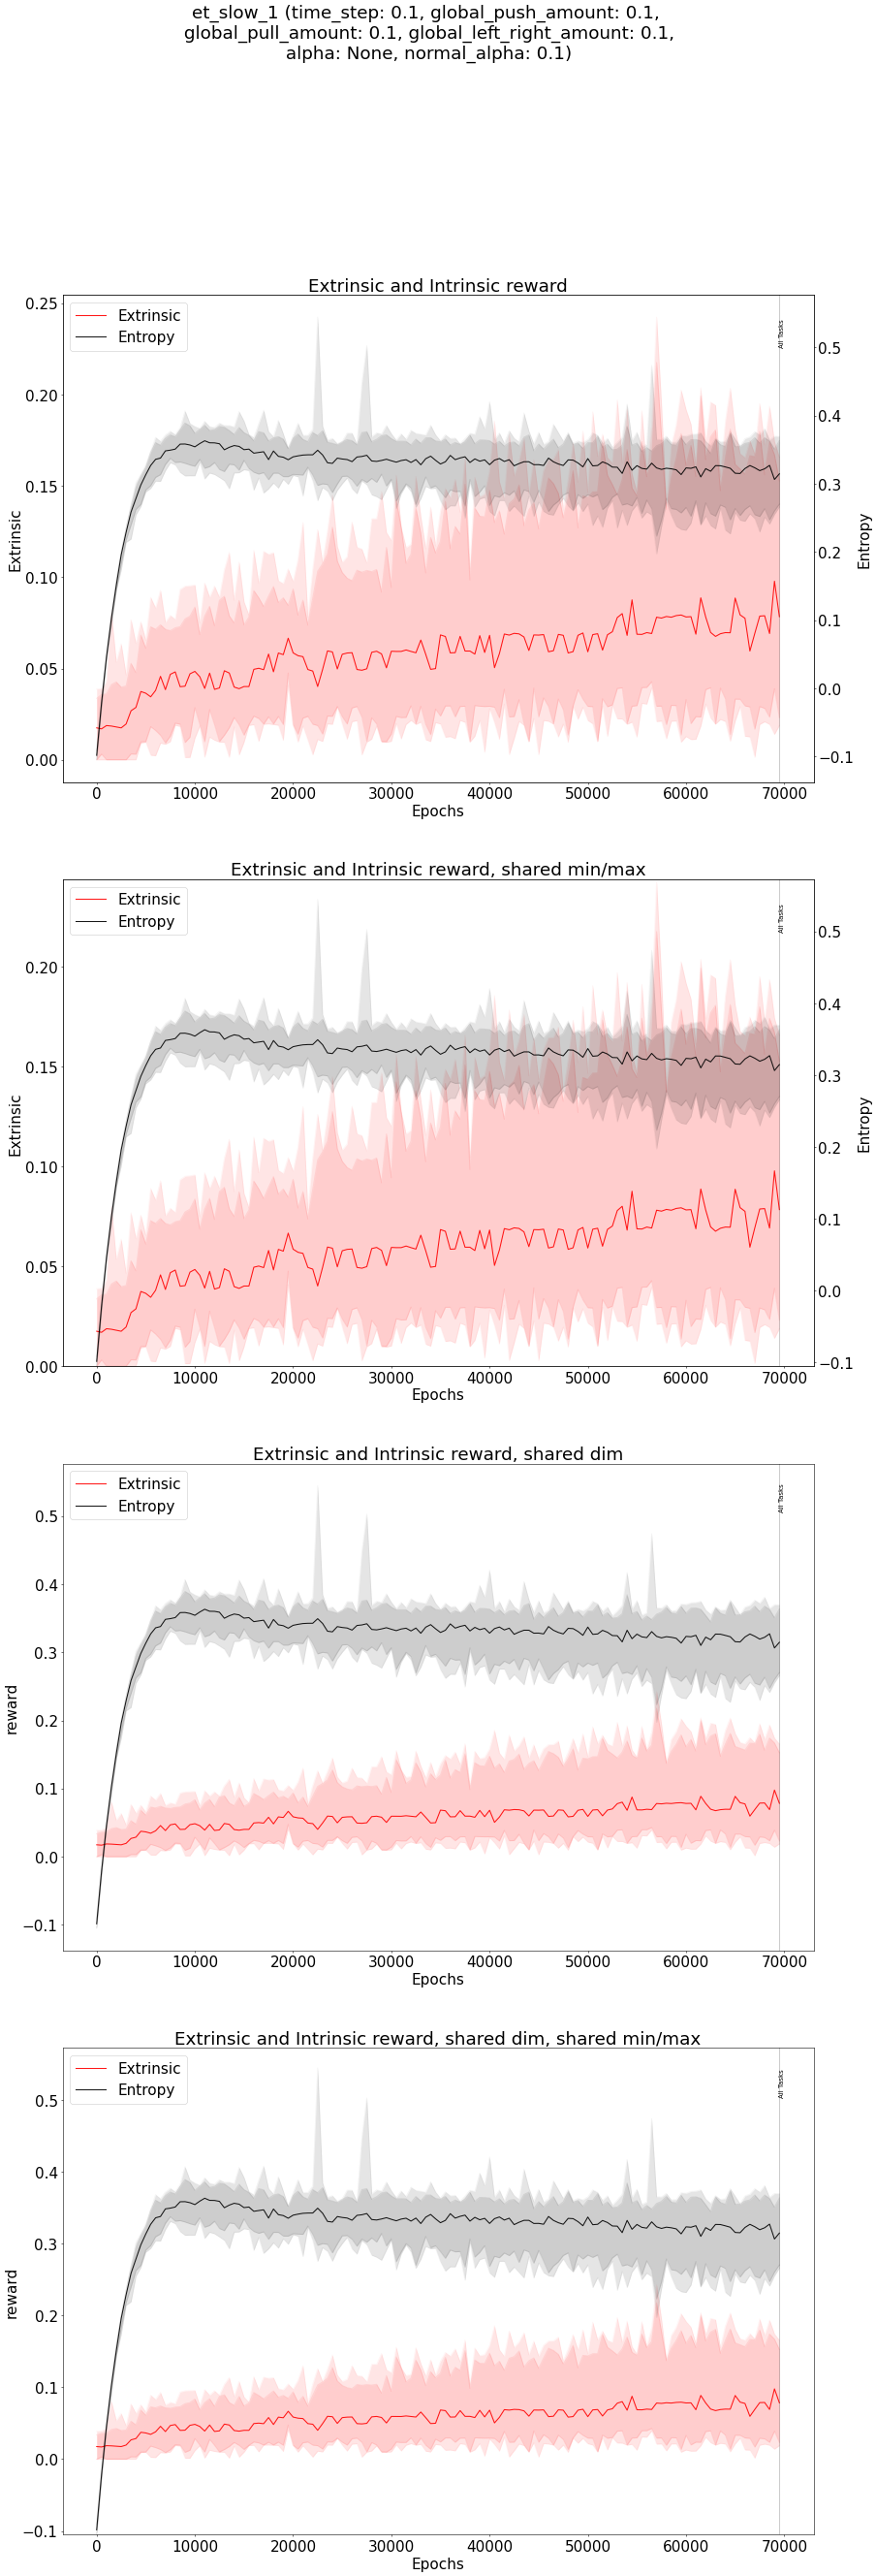 et_slow_1 (time_step: 0.1, global_push_amount: 0.1,
global_pull_amount: 0.1, global_left_right_amount: 0.1,
alpha: None, normal_alpha: 0.1)
Extrinsic and Intrinsic reward
Extrinsic
Entropy
All Tasks
0.25
0.20
0.15
0.10
0.05
0.00
Extrinsic
0.5
0.4
0.3
0.2
0.1
0.0
−0.1
Entropy
0 10000 20000 30000 40000 50000 60000 70000
Epochs
Extrinsic and Intrinsic reward, shared min/max
Extrinsic
Entropy
All Tasks
0.20
0.15
0.10
0.05
0.00
Extrinsic
0.5
0.4
0.3
0.2
0.1
0.0
−0.1
Entropy
0 10000 20000 30000 40000 50000 60000 70000
Epochs
Extrinsic and Intrinsic reward, shared dim
Extrinsic
Entropy
All Tasks
0.5
0.4
0.3
0.2
0.1
0.0
−0.1
reward
0 10000 20000 30000 40000 50000 60000 70000
Epochs
Extrinsic and Intrinsic reward, shared dim, shared min/max
Extrinsic
Entropy
All Tasks
0.5
0.4
0.3
0.2
0.1
0.0
−0.1
reward
0 10000 20000 30000 40000 50000 60000 70000
Epochs